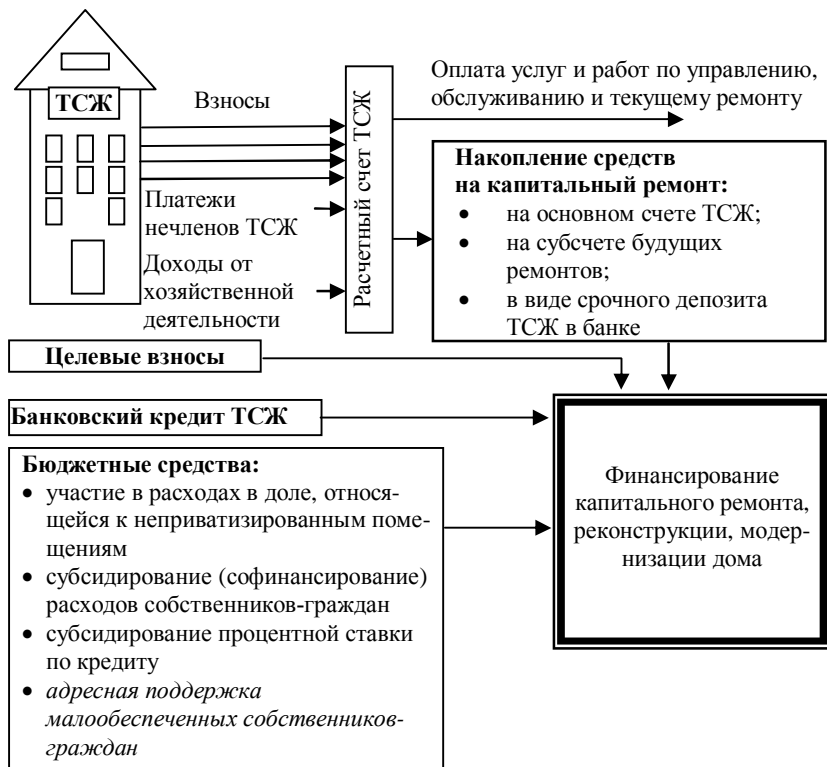 ТСЖ
Взносы
Платежи
нечленов ТСЖ
Доходы от
хозяйственной
деятельности
Расчетный счет ТСЖ
Оплата услуг и работ по управлению,
обслуживанию и текущему ремонту
Накопление средств
на капитальный ремонт:
• на основном счете ТСЖ;
• на субсчете будущих
ремонтов;
• в виде срочного депозита
ТСЖ в банке
Целевые взносы
Банковский кредит ТСЖ
Бюджетные средства:
• участие в расходах в доле, относя-
щейся к неприватизированным поме-
щениям
• субсидирование (софинансирование)
расходов собственников-граждан
• субсидирование процентной ставки
по кредиту
• адресная поддержка
малообеспеченных собственников-
граждан
Финансирование
капитального ремонта,
реконструкции, модер-
низации дома